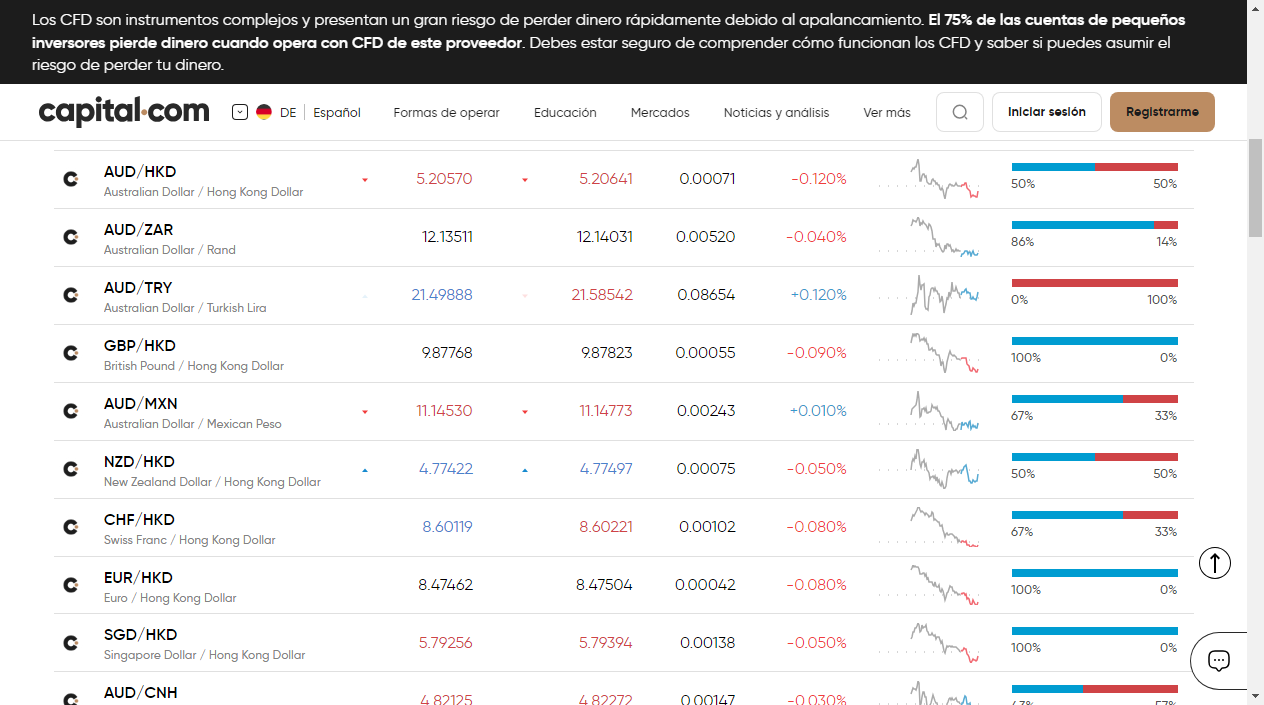 Los CFD son instrumentos complejos y presentan un gran riesgo de perder dinero rápidamente debido al apalancamiento. El 75% de las cuentas de pequeños
inversores pierde dinero cuando opera con CFD de este proveedor. Debes estar seguro de comprender cómo funcionan los CFD y saber si puedes asumir el
riesgo de perder tu dinero.
capital.com DE Español Formas de operar Educación Mercados Noticias y análisis Ver más Iniciar sesión Registrarme
AUD/HKD 5.20570 5.20641 0.00071 -0.120%
Australian Dollar / Hong Kong Dollar 50% 50%
AUD/ZAR 12.13511 12.14031 0.00520 -0.040%
Australian Dollar / Rand 86% 14%
AUD/TRY 21.49888 21.58542 0.08654 +0.120%
Australian Dollar / Turkish Lira 0% 100%
GBP/HKD 9.87768 9.87823 0.00055 -0.090%
British Pound / Hong Kong Dollar 100% 0%
AUD/MXN 11.14530 11.14773 0.00243 +0.010%
Australian Dollar / Mexican Peso 67% 33%
NZD/HKD 4.77422 4.77497 0.00075 -0.050%
New Zealand Dollar / Hong Kong Dollar 50% 50%
CHF/HKD 8.60119 8.60221 0.00102 -0.080%
Swiss Franc / Hong Kong Dollar 67% 33%
EUR/HKD 8.47462 8.47504 0.00042 -0.080%
Euro / Hong Kong Dollar 100% 0%
SGD/HKD 5.79256 5.79394 0.00138 -0.050%
Singapore Dollar / Hong Kong Dollar 100% 0%
AUD/CNH 4.82125 4.82272 0.00147 -0.030%